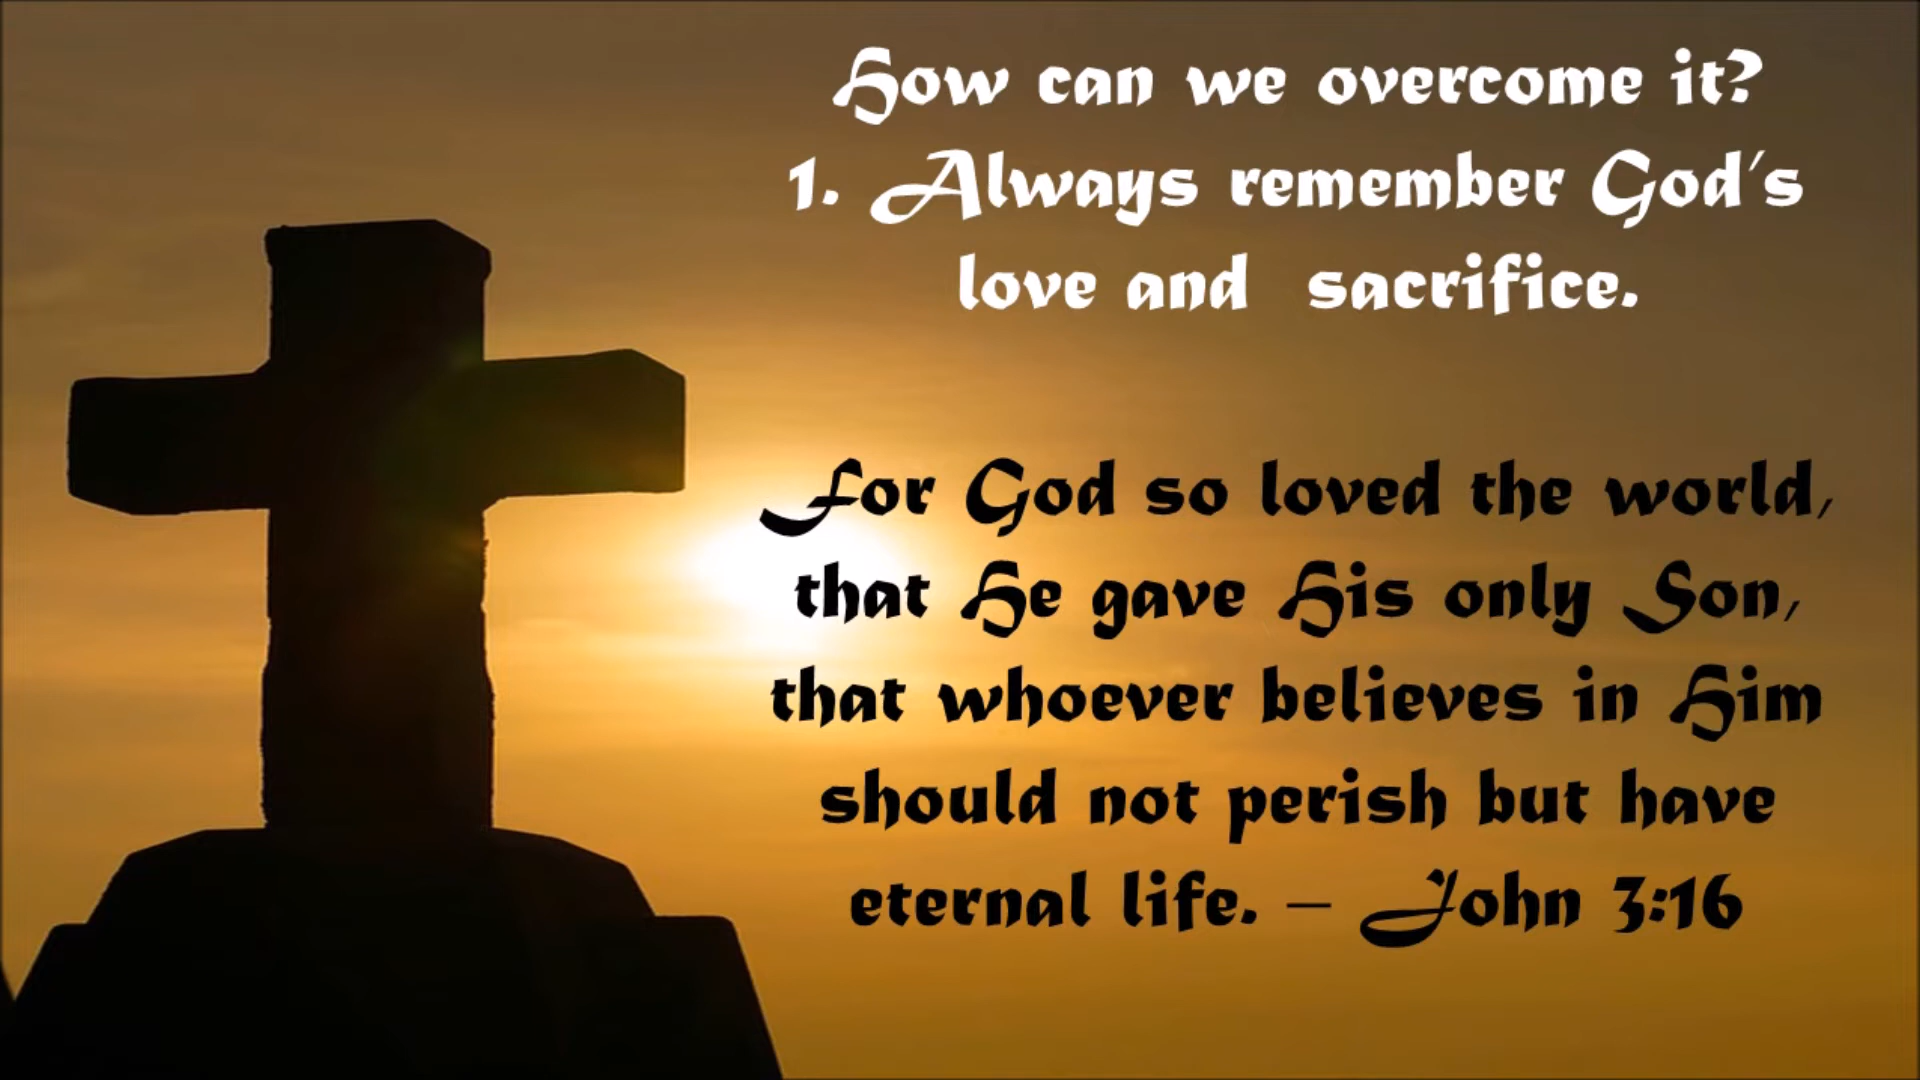 How can we overcome it?
1. Always remember God's
love and  sacrifice.
For God so loved the world,
that He gave His only Son,
that whoever believes in Him
should not perish but have
eternal life. – John 3:16